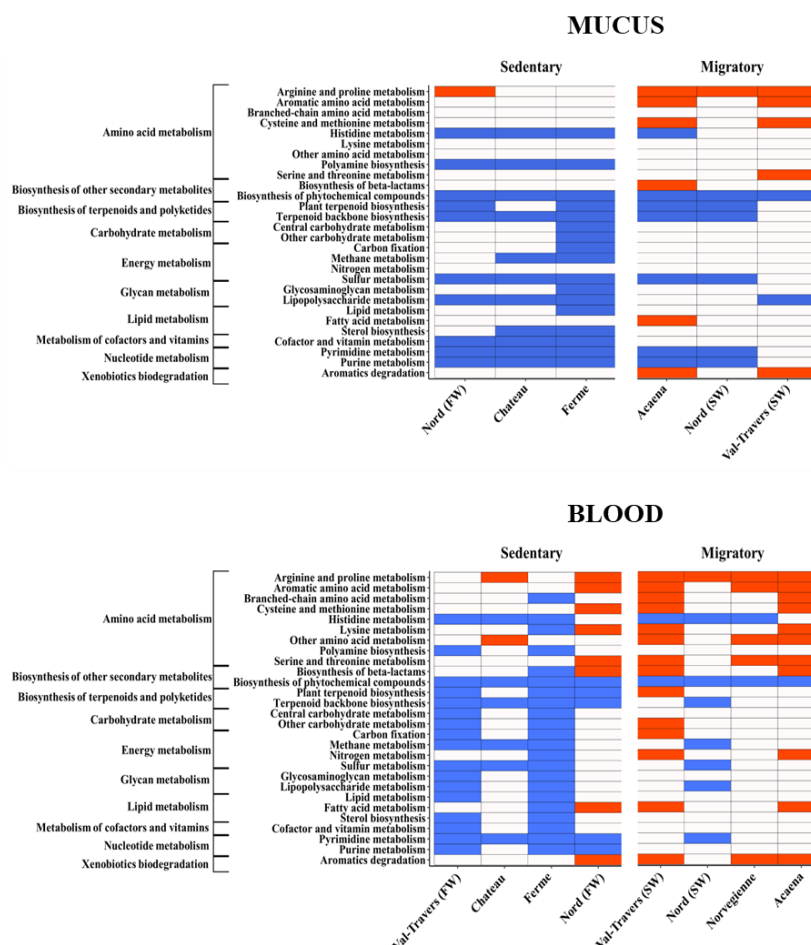 MUCUS
Sedentary
Migratory
Amino acid metabolism
Biosynthesis of other secondary metabolites
Biosynthesis of terpenoids and polyketides
Carbohydrate metabolism
Energy metabolism
Glycan metabolism
Lipid metabolism
Metabolism of cofactors and vitamins
Nucleotide metabolism
Xenobiotics biodegradation
Arginine and proline metabolism
Aromatic amino acid metabolism
Branched-chain amino acid metabolism
Cysteine and methionine metabolism
Histidine metabolism
Lysine metabolism
Other amino acid metabolism
Polyamine biosynthesis
Serine and threonine metabolism
Biosynthesis of beta-lactams
Biosynthesis of phytochemical compounds
Plant terpenoid biosynthesis
Terpenoid backbone biosynthesis
Central carbohydrate metabolism
Other carbohydrate metabolism
Carbon fixation
Methane metabolism
Nitrogen metabolism
Sulfur metabolism
Glycosaminoglycan metabolism
Lipopolysaccharide metabolism
Lipid metabolism
Fatty acid metabolism
Sterol biosynthesis
Cofactor and vitamin metabolism
Pyrimidine metabolism
Purine metabolism
Aromatics degradation
Nord (FW)
Chateau
Ferme
Acaena
Nord (SW)
Val-Travers (SW)
BLOOD
Sedentary
Migratory
Amino acid metabolism
Biosynthesis of other secondary metabolites
Biosynthesis of terpenoids and polyketides
Carbohydrate metabolism
Energy metabolism
Glycan metabolism
Lipid metabolism
Metabolism of cofactors and vitamins
Nucleotide metabolism
Xenobiotics biodegradation
Arginine and proline metabolism
Aromatic amino acid metabolism
Branched-chain amino acid metabolism
Cysteine and methionine metabolism
Histidine metabolism
Lysine metabolism
Other amino acid metabolism
Polyamine biosynthesis
Serine and threonine metabolism
Biosynthesis of beta-lactams
Biosynthesis of phytochemical compounds
Plant terpenoid biosynthesis
Terpenoid backbone biosynthesis
Central carbohydrate metabolism
Other carbohydrate metabolism
Carbon fixation
Methane metabolism
Nitrogen metabolism
Sulfur metabolism
Glycosaminoglycan metabolism
Lipopolysaccharide metabolism
Lipid metabolism
Fatty acid metabolism
Sterol biosynthesis
Cofactor and vitamin metabolism
Pyrimidine metabolism
Purine metabolism
Aromatics degradation
Val-Travers (FW)
Chateau
Ferme
Nord (FW)
Val-Travers (SW)
Nord (SW)
Norvegienne
Acaena